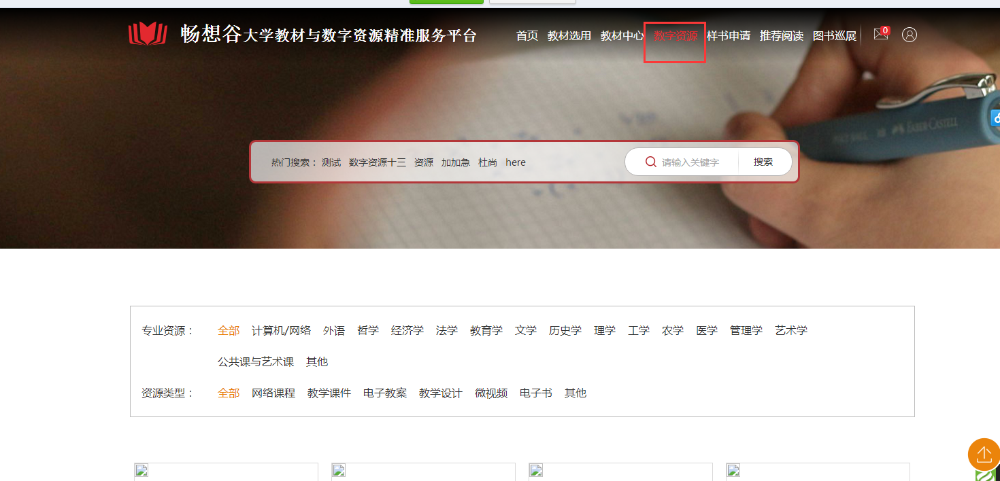 畅想谷大学教材与数字资源精准服务平台
首页 教材选用 教材中心 数字资源 样书申请 推荐阅读 图书巡展 0
FABER-CASTELL
热门搜索： 测试 数字资源十三 资源 加加急 杜尚 here 请输入关键字 搜索
专业资源： 全部 计算机/网络 外语 哲学 经济学 法学 教育学 文学 历史学 理学 工学 农学 医学 管理学 艺术学
公共课与艺术课 其他
资源类型： 全部 网络课程 教学课件 电子教案 教学设计 微视频 电子书 其他